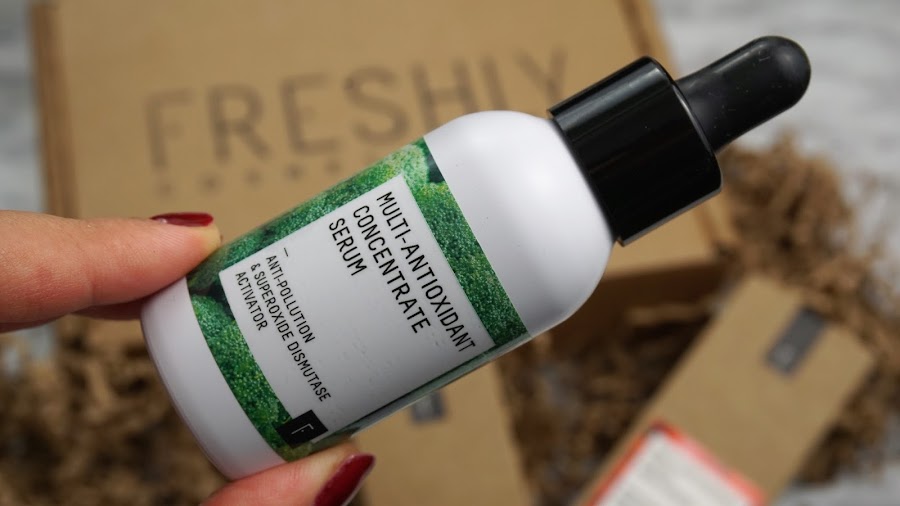 FRESHLY
MULTI-ANTIOXIDANT
CONCENTRATE
SERUM
—
ANTI-POLLUTION
& SUPEROXIDE DISMUTASE
ACTIVATOR
F